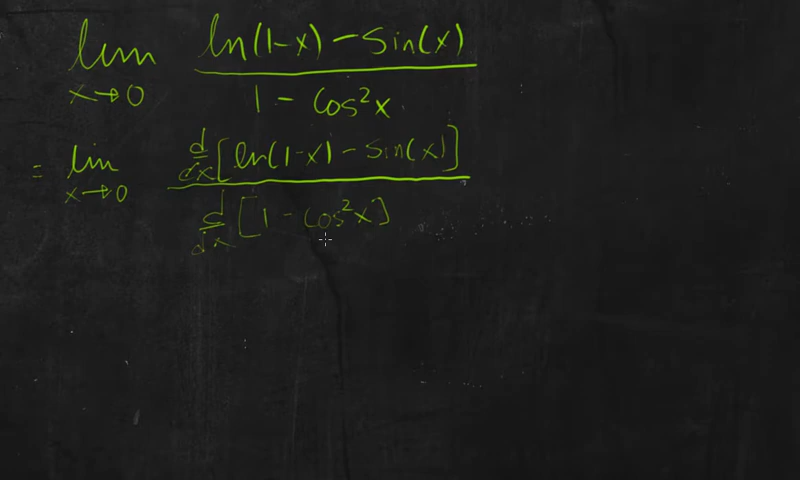 lim ln(1-x) - sin(x)
x→0 1 - cos²x
= lim d/dx [ln(1-x) - sin(x)]
x→0 d/dx [1 - cos²x]